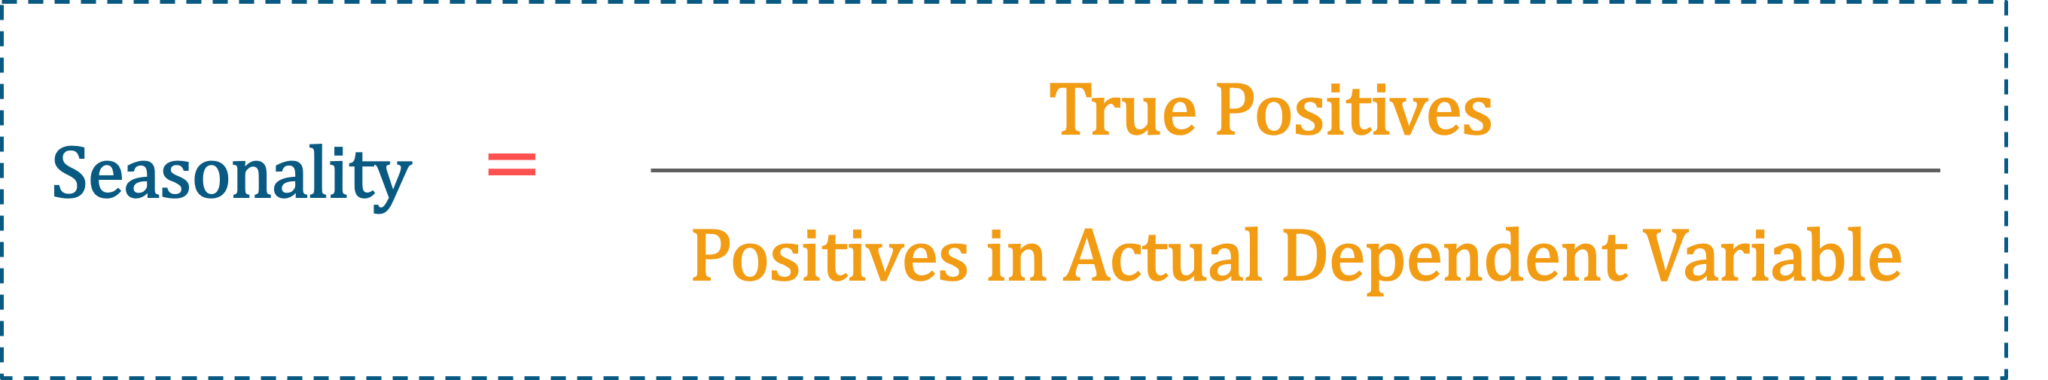 Seasonality = True Positives
Positives in Actual Dependent Variable